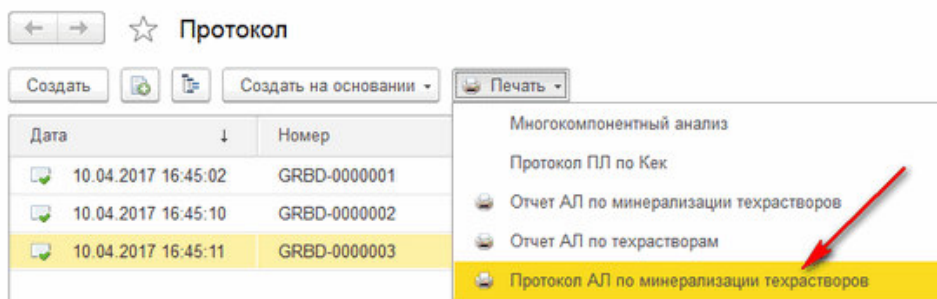 Протокол
Создать Создать на основании Печать
Дата ↓ Номер
10.04.2017 16:45:02 GRBD-0000001
10.04.2017 16:45:10 GRBD-0000002
10.04.2017 16:45:11 GRBD-0000003
Многокомпонентный анализ
Протокол ПЛ по Кек
Отчет АЛ по минерализации техрастворов
Отчет АЛ по техрастворам
Протокол АЛ по минерализации техрастворов